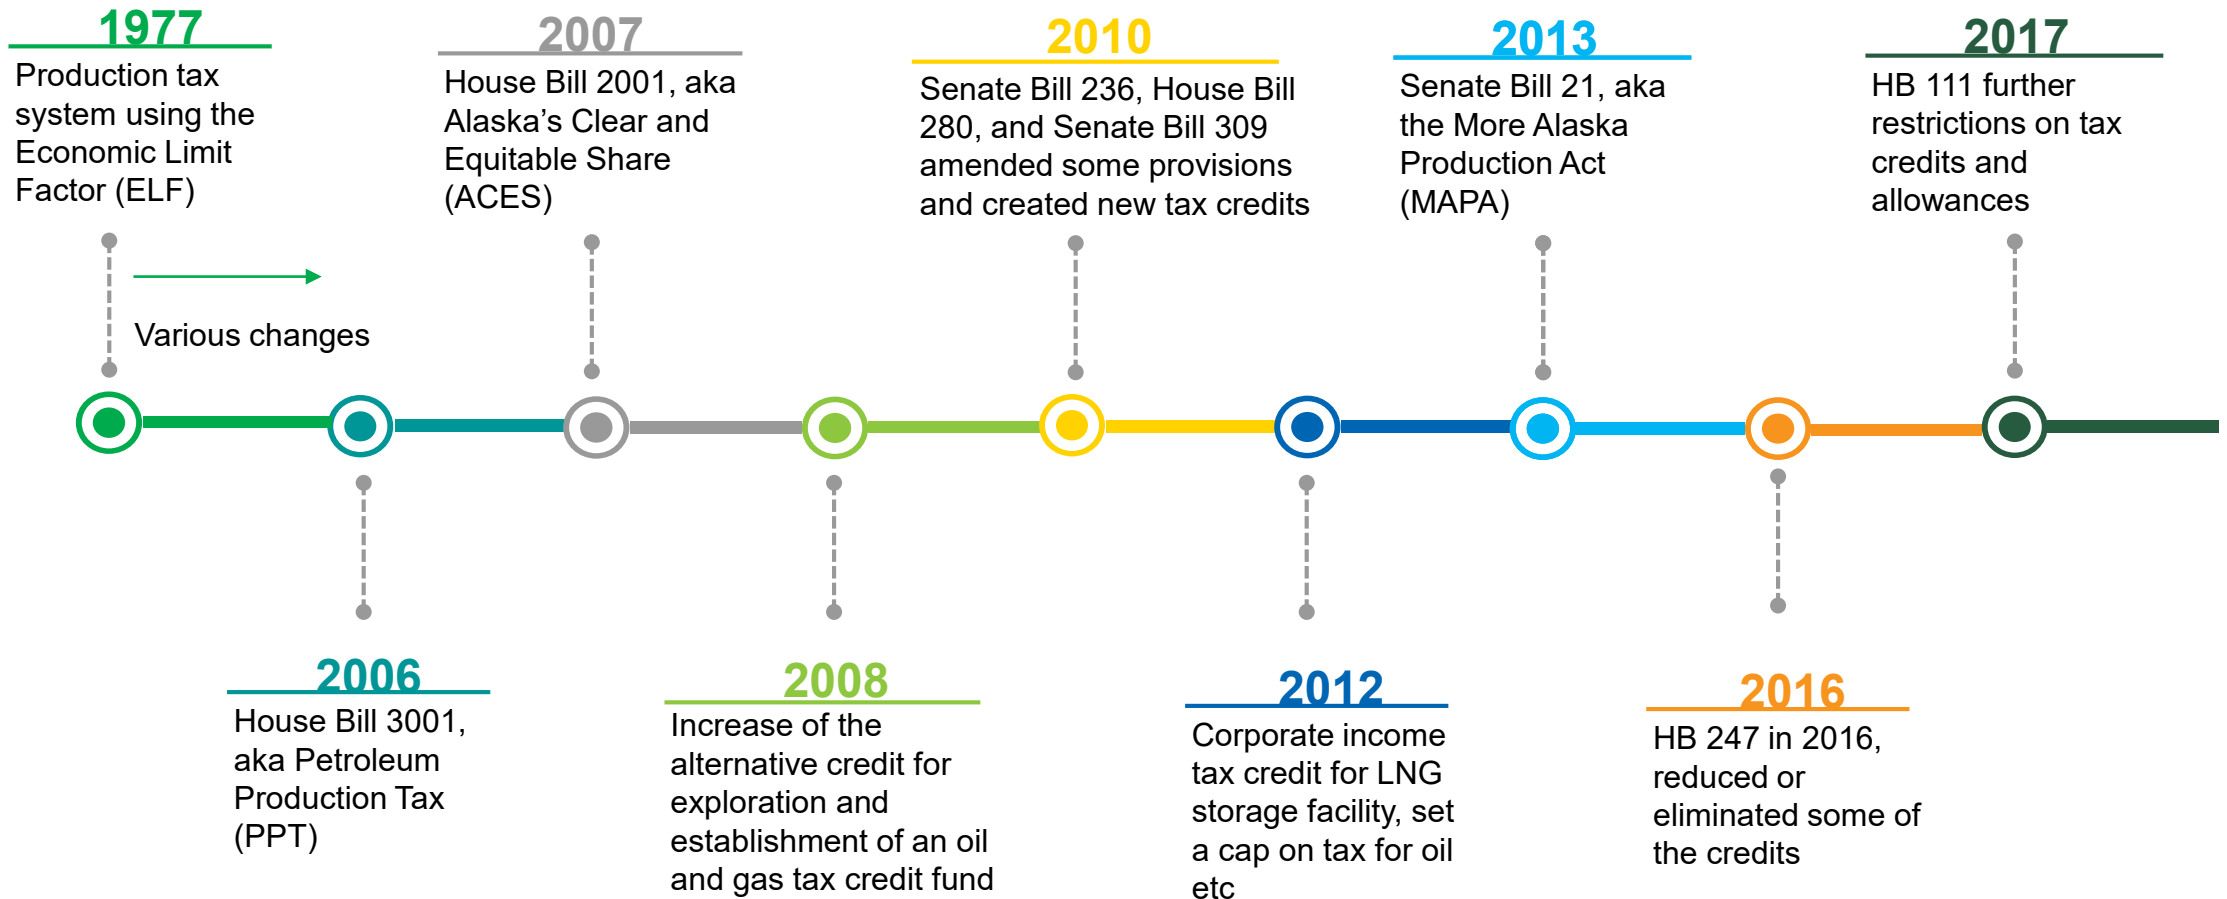 1977
Production tax
system using the
Economic Limit
Factor (ELF)
Various changes
2006
House Bill 3001,
aka Petroleum
Production Tax
(PPT)
2007
House Bill 2001, aka
Alaska’s Clear and
Equitable Share
(ACES)
2008
Increase of the
alternative credit for
exploration and
establishment of an oil
and gas tax credit fund
2010
Senate Bill 236, House Bill
280, and Senate Bill 309
amended some provisions
and created new tax credits
2012
Corporate income
tax credit for LNG
storage facility, set
a cap on tax for oil
etc
2013
Senate Bill 21, aka
the More Alaska
Production Act
(MAPA)
2016
HB 247 in 2016,
reduced or
eliminated some of
the credits
2017
HB 111 further
restrictions on tax
credits and
allowances